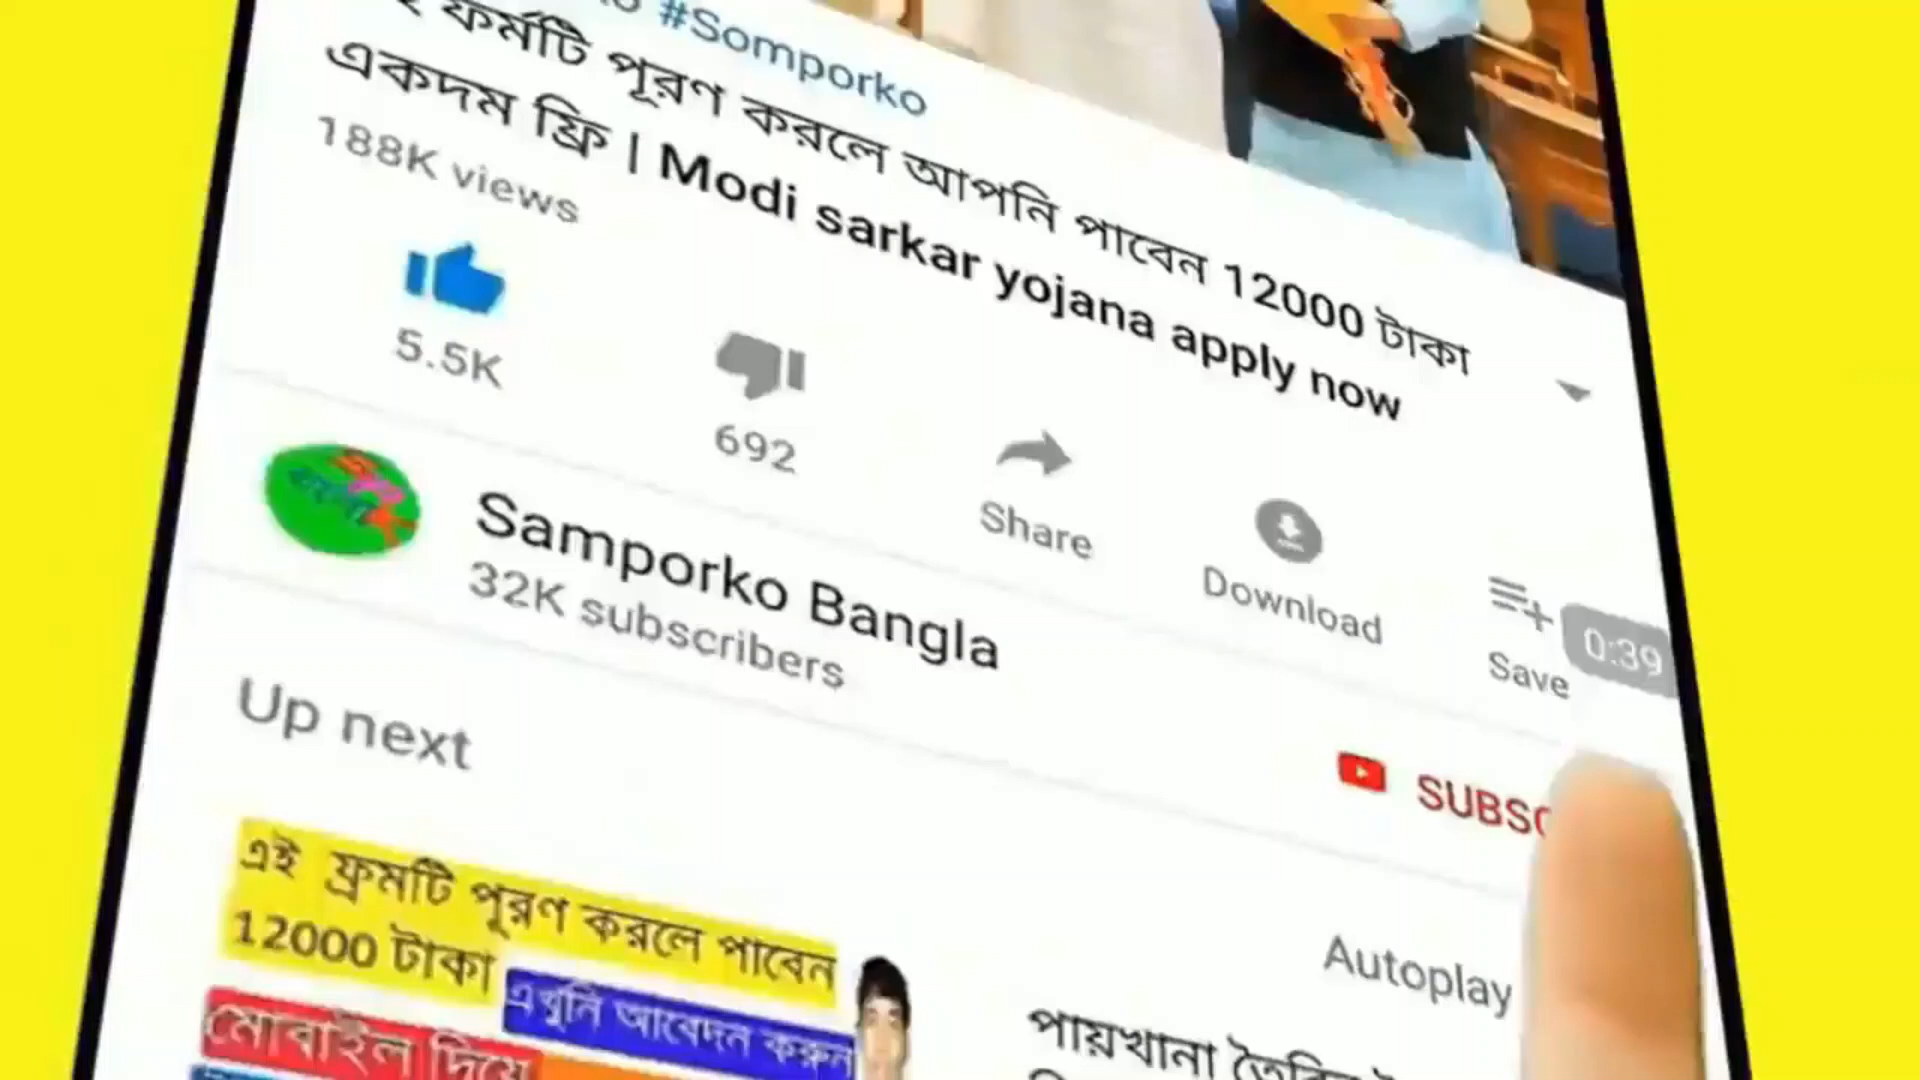 #Somporko
ফর্মটি পূরণ করলে আপনি পাবেন 12000 টাকা
একদম ফ্রি | Modi sarkar yojana apply now
188K views
5.5K
692
Share
Download
Save
0:39
Samporko Bangla
32K subscribers
SUBSC
Up next
Autoplay
এই ফ্রমটি পূরণ করলে পাবেন
12000 টাকা
এখুনি আবেদন করুন
মোবাইল দিয়ে
পায়খানা তৈরির